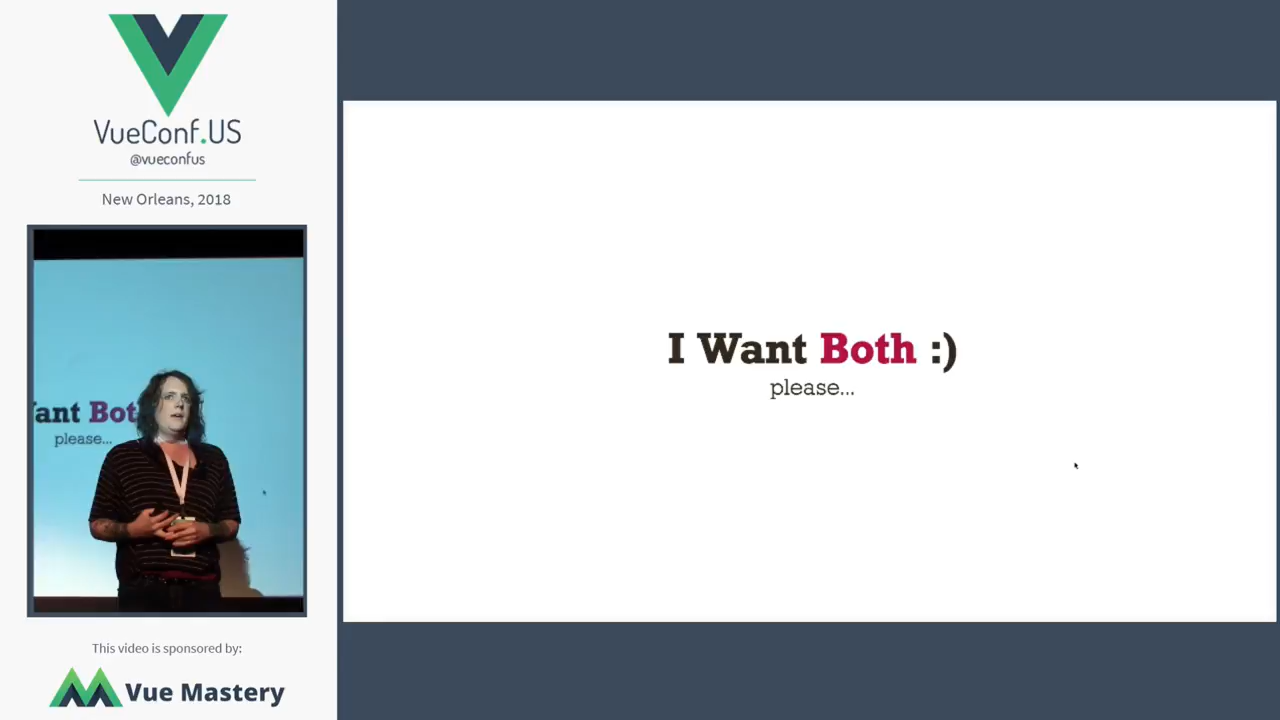 VueConf.US
@vueconfus
New Orleans, 2018
ant Bot
please...
This video is sponsored by:
Vue Mastery
I Want Both :)
please...